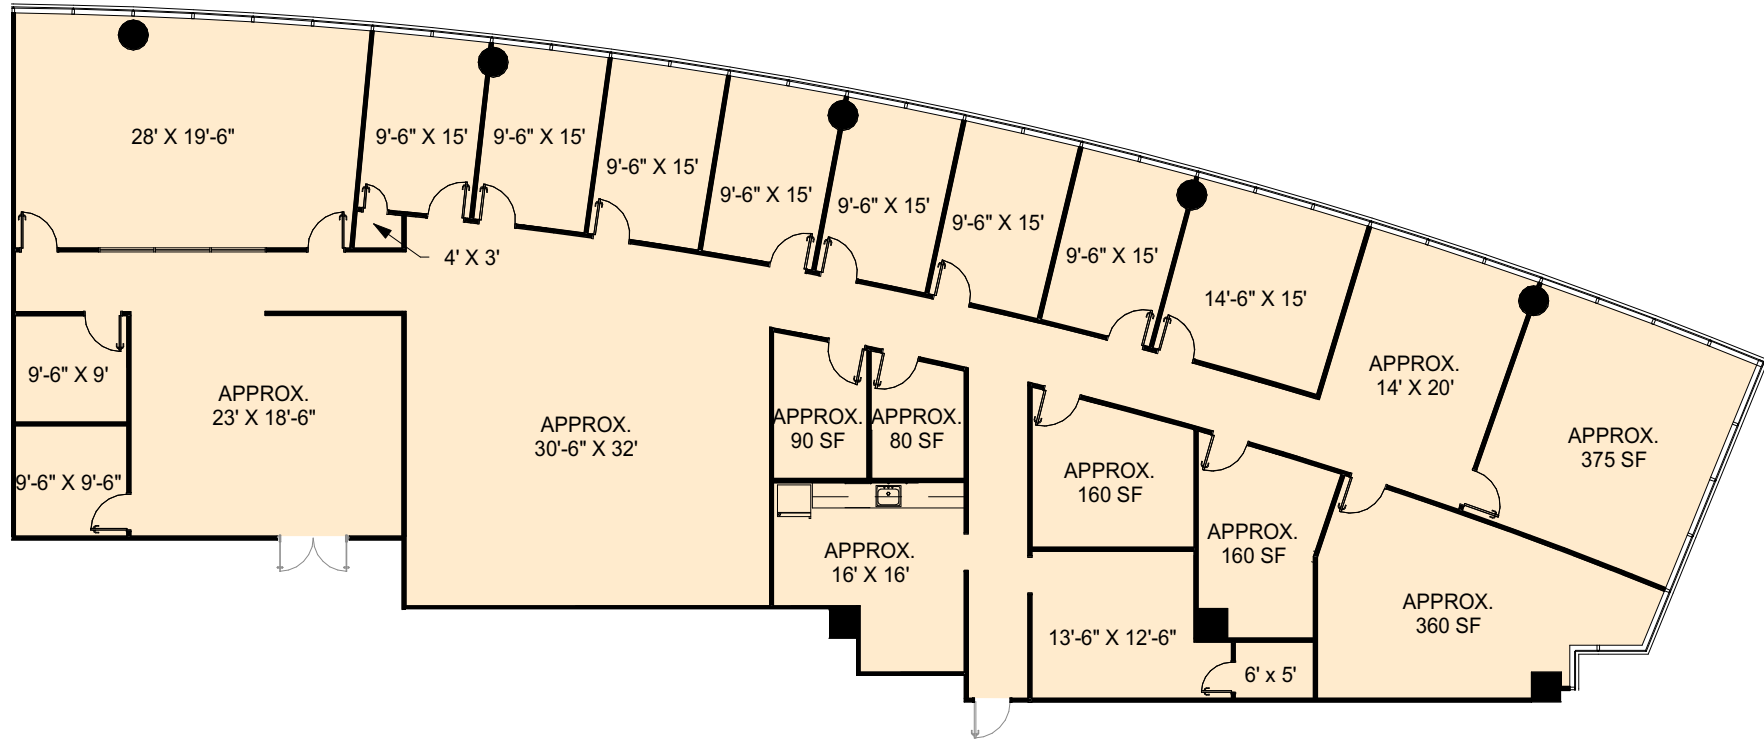 28' X 19'-6"
9'-6" X 15'
9'-6" X 15'
9'-6" X 15'
9'-6" X 15'
9'-6" X 15'
9'-6" X 15'
9'-6" X 15'
14'-6" X 15'
4' X 3'
APPROX.
14' X 20'
APPROX.
375 SF
9'-6" X 9'
APPROX.
23' X 18'-6"
APPROX.
30'-6" X 32'
APPROX.
90 SF
APPROX.
80 SF
9'-6" X 9'-6"
APPROX.
160 SF
APPROX.
160 SF
APPROX.
16' X 16'
APPROX.
360 SF
13'-6" X 12'-6"
6' x 5'